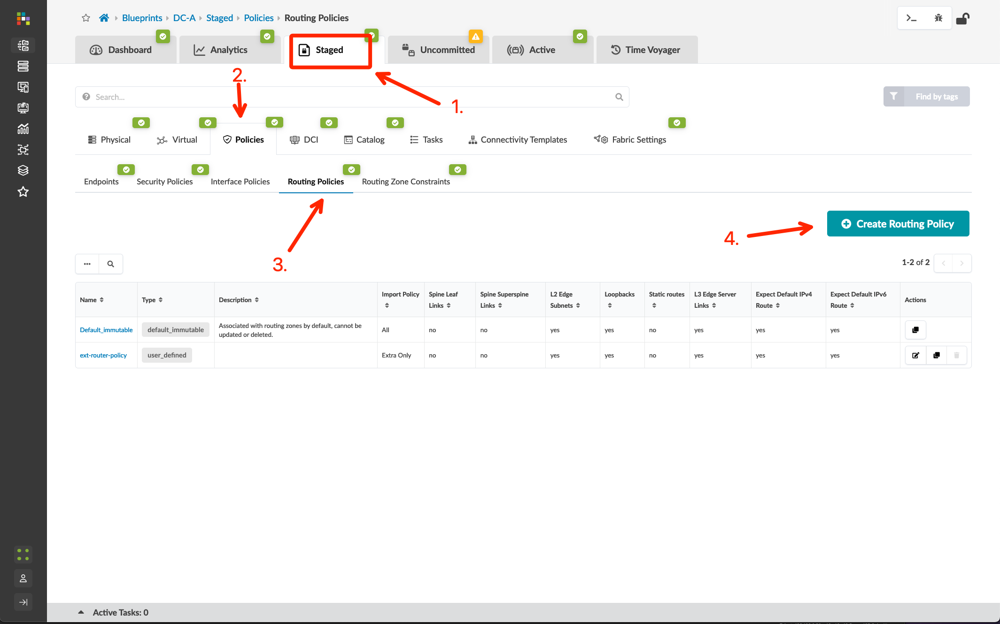 Blueprints DC-A Staged Policies Routing Policies
Dashboard Analytics Staged Uncommitted Active Time Voyager
2.
Search...
Find by tags
1.
Physical Virtual Policies DCI Catalog Tasks Connectivity Templates Fabric Settings
Endpoints Security Policies Interface Policies Routing Policies Routing Zone Constraints
Create Routing Policy
4.
3.
1-2 of 2
Name Type Description Import Policy Spine Leaf Links Spine Superspine Links L2 Edge Subnets Loopbacks Static routes L3 Edge Server Links Expect Default IPv4 Route Expect Default IPv6 Route Actions
Default_immutable default_immutable Associated with routing zones by default, cannot be updated or deleted. All no no yes yes no yes yes yes
ext-router-policy user_defined Extra Only no no yes yes no yes yes yes
Active Tasks: 0